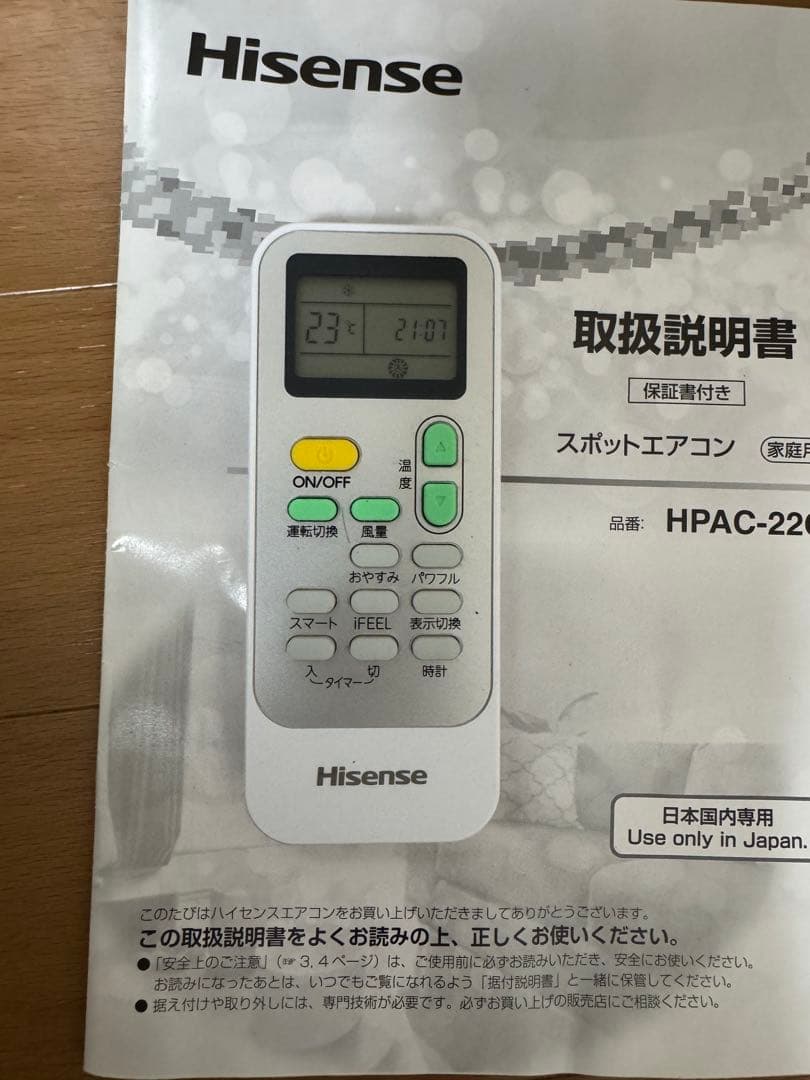 Hisense
取扱説明書
保証書付き
スポットエアコン
家庭用
品番: HPAC-22
23℃ 21:07
ON/OFF
温度
運転切換 風量
おやすみ パワフル
スマート iFEEL 表示切換
入 切 時計
タイマー
Hisense
日本国内専用
Use only in Japan.
このたびはハイセンスエアコンをお買い上げいただきましてありがとうございます。
この取扱説明書をよくお読みの上、正しくお使いください。
●「安全上のご注意」(☞3, 4ページ)は、ご使用前に必ずお読みいただき、安全にお使いください。
お読みになったあとは、いつでもご覧になれるよう「据付説明書」と一緒に保管してください。
● 据え付けや取り外しには、専門技術が必要です。必ずお買い上げの販売店にご相談ください。